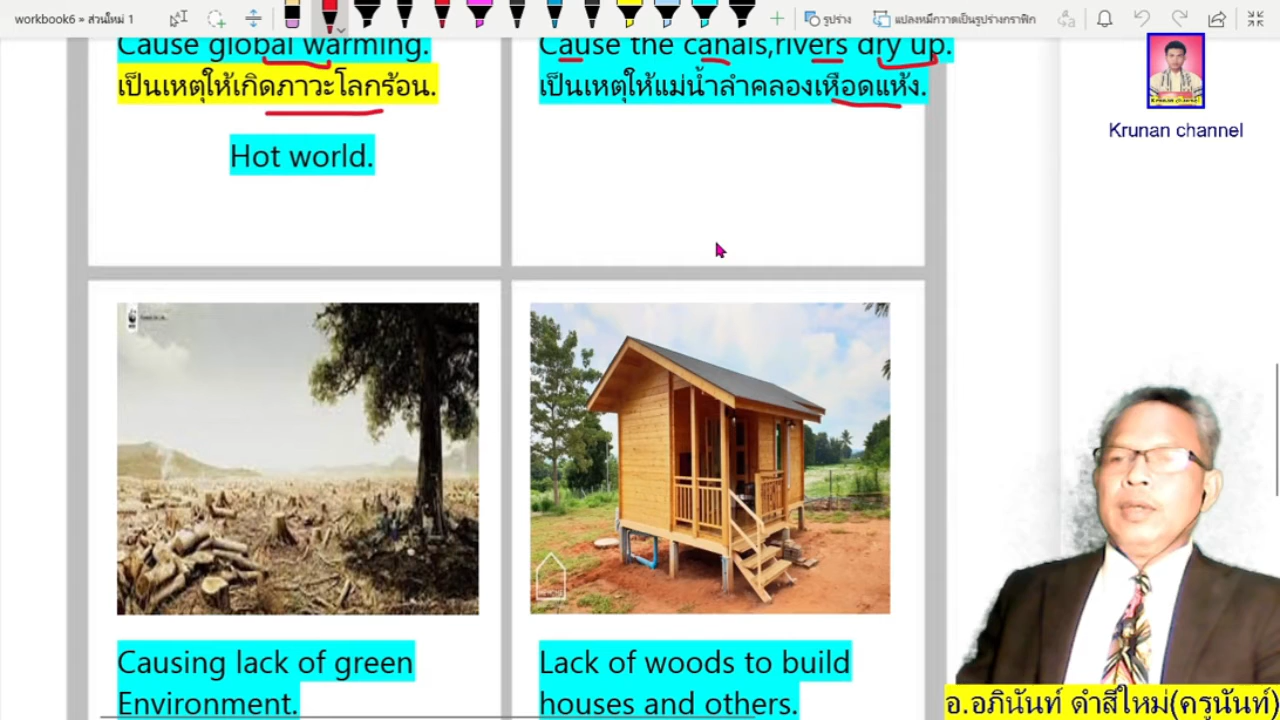 workbook6 » ส่วนใหม่ 1
รูปร่าง
แปลงหมึกวาดเป็นรูปร่างกราฟิก
Cause global warming.
เป็นเหตุให้เกิดภาวะโลกร้อน.
Hot world.
Cause the canals,rivers dry up.
เป็นเหตุให้แม่น้ำลำคลองเหือดแห้ง.
Krunan channel
Causing lack of green
Environment.
Lack of woods to build
houses and others.
อ.อภินันท์ ดำสีใหม่(ครูนันท์)